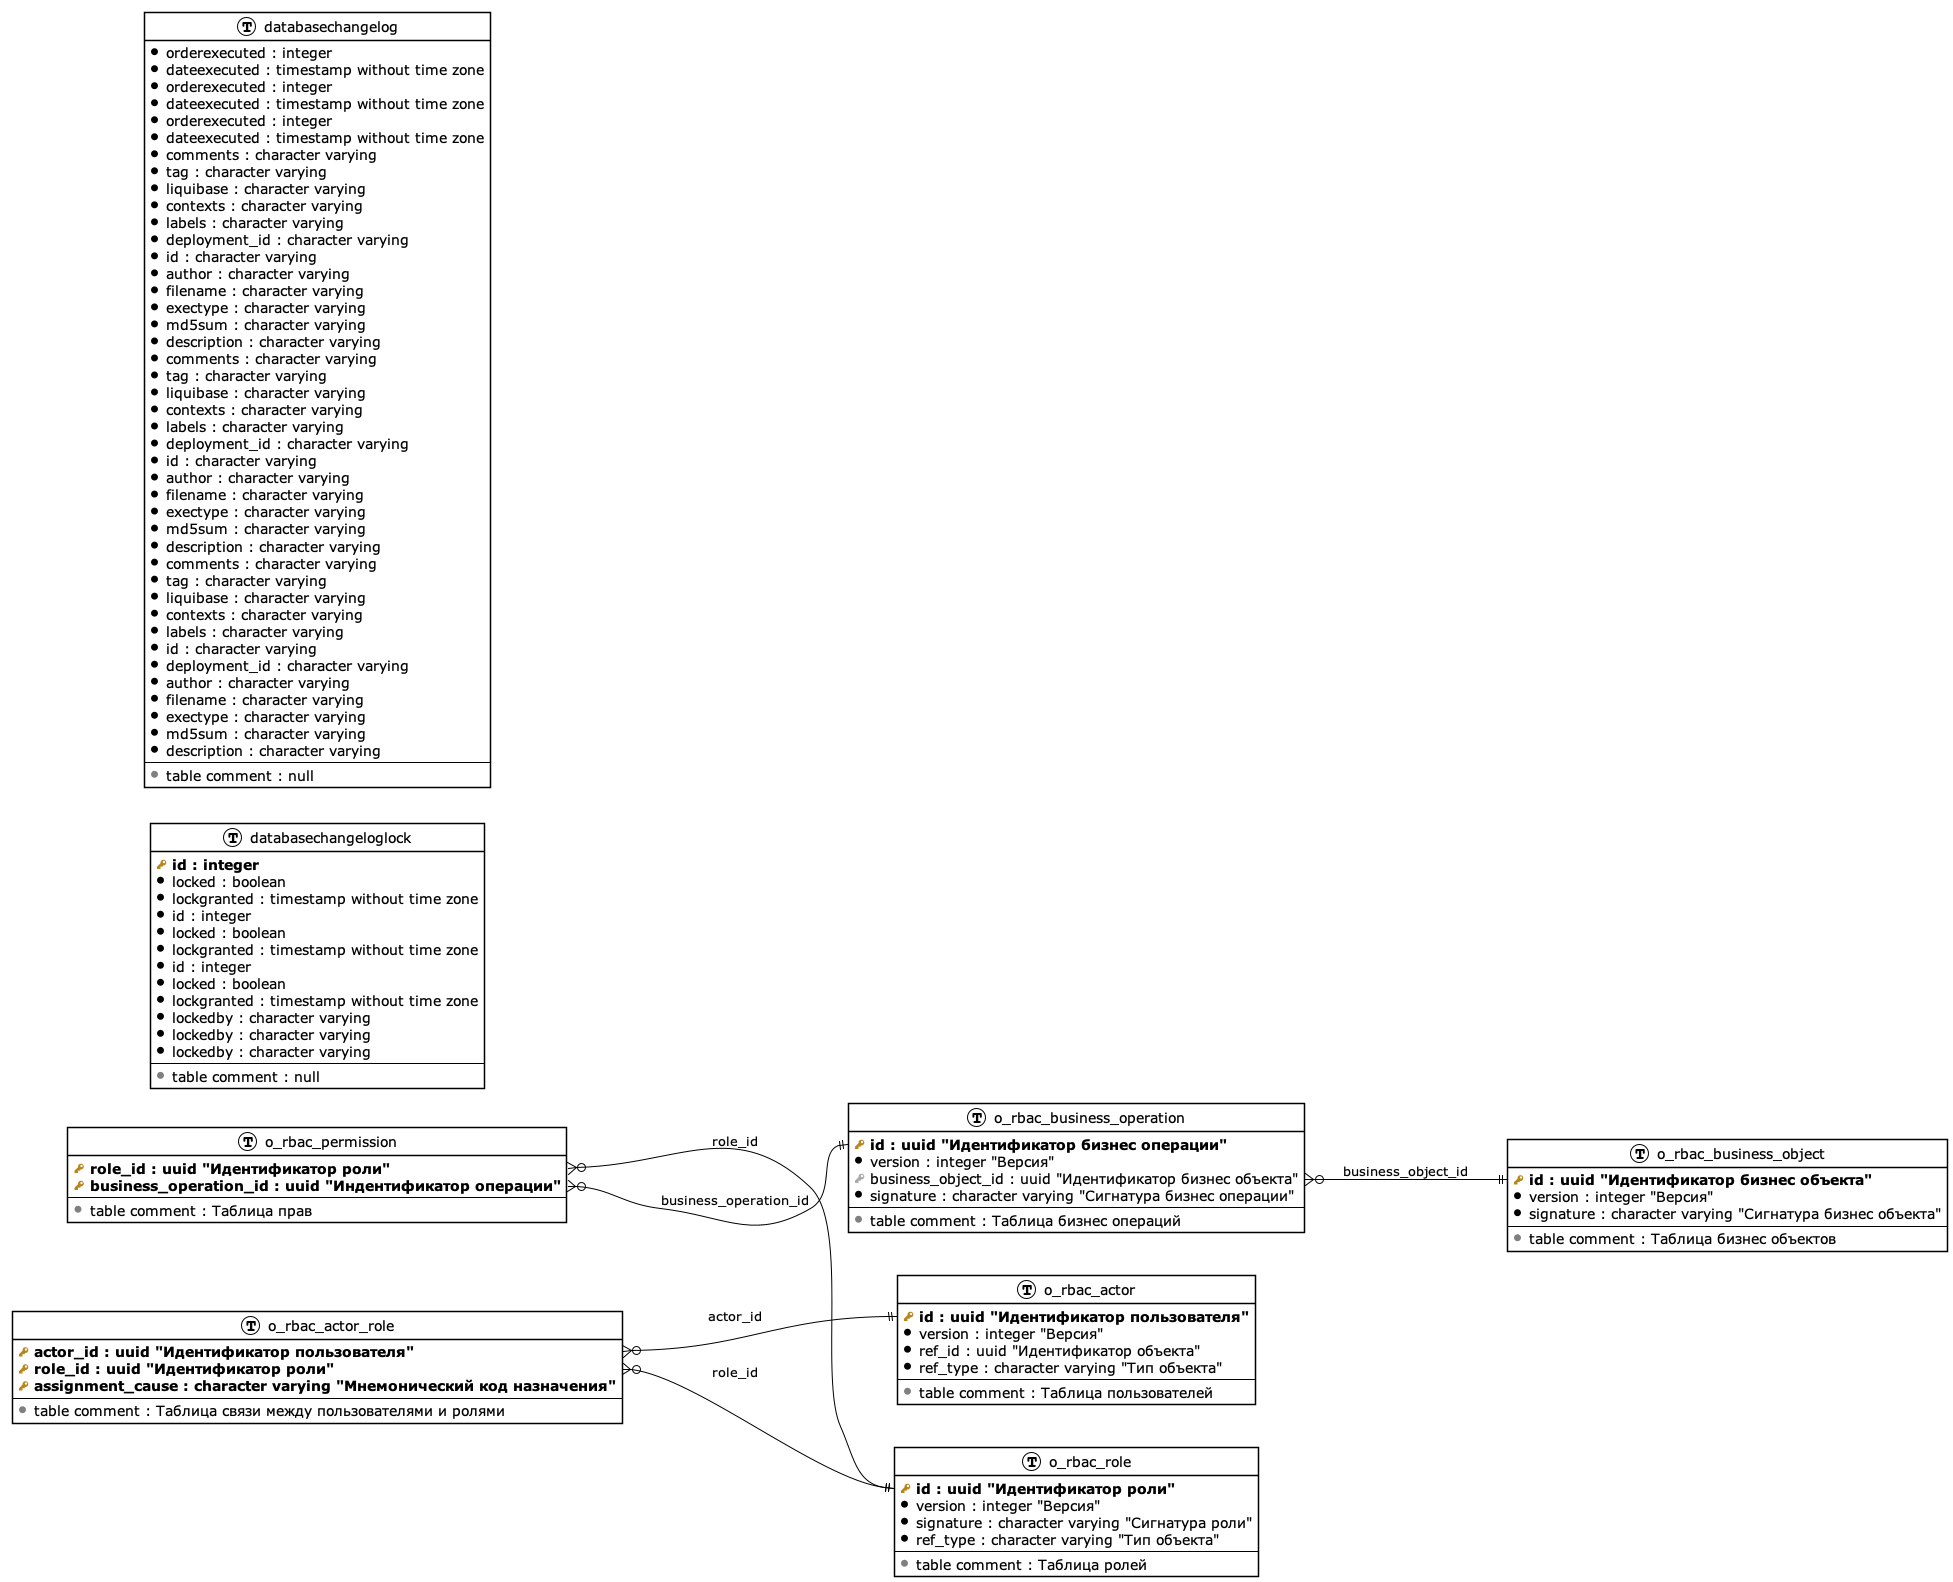 databasechangelog
orderexecuted : integer
dateexecuted : timestamp without time zone
orderexecuted : integer
dateexecuted : timestamp without time zone
orderexecuted : integer
dateexecuted : timestamp without time zone
comments : character varying
tag : character varying
liquibase : character varying
contexts : character varying
labels : character varying
deployment_id : character varying
id : character varying
author : character varying
filename : character varying
exectype : character varying
md5sum : character varying
description : character varying
comments : character varying
tag : character varying
liquibase : character varying
contexts : character varying
labels : character varying
deployment_id : character varying
id : character varying
author : character varying
filename : character varying
exectype : character varying
md5sum : character varying
description : character varying
comments : character varying
tag : character varying
liquibase : character varying
contexts : character varying
labels : character varying
id : character varying
deployment_id : character varying
author : character varying
filename : character varying
exectype : character varying
md5sum : character varying
description : character varying
table comment : null
databasechangeloglock
id : integer
locked : boolean
lockgranted : timestamp without time zone
id : integer
locked : boolean
lockgranted : timestamp without time zone
id : integer
locked : boolean
lockgranted : timestamp without time zone
lockedby : character varying
lockedby : character varying
lockedby : character varying
table comment : null
o_rbac_permission
role_id : uuid "Идентификатор роли"
business_operation_id : uuid "Индентификатор операции"
table comment : Таблица прав
role_id
business_operation_id
o_rbac_business_operation
id : uuid "Идентификатор бизнес операции"
version : integer "Версия"
business_object_id : uuid "Идентификатор бизнес объекта"
signature : character varying "Сигнатура бизнес операции"
table comment : Таблица бизнес операций
business_object_id
o_rbac_business_object
id : uuid "Идентификатор бизнес объекта"
version : integer "Версия"
signature : character varying "Сигнатура бизнес объекта"
table comment : Таблица бизнес объектов
o_rbac_actor_role
actor_id : uuid "Идентификатор пользователя"
role_id : uuid "Идентификатор роли"
assignment_cause : character varying "Мнемонический код назначения"
table comment : Таблица связи между пользователями и ролями
actor_id
role_id
o_rbac_actor
id : uuid "Идентификатор пользователя"
version : integer "Версия"
ref_id : uuid "Идентификатор объекта"
ref_type : character varying "Тип объекта"
table comment : Таблица пользователей
o_rbac_role
id : uuid "Идентификатор роли"
version : integer "Версия"
signature : character varying "Сигнатура роли"
ref_type : character varying "Тип объекта"
table comment : Таблица ролей